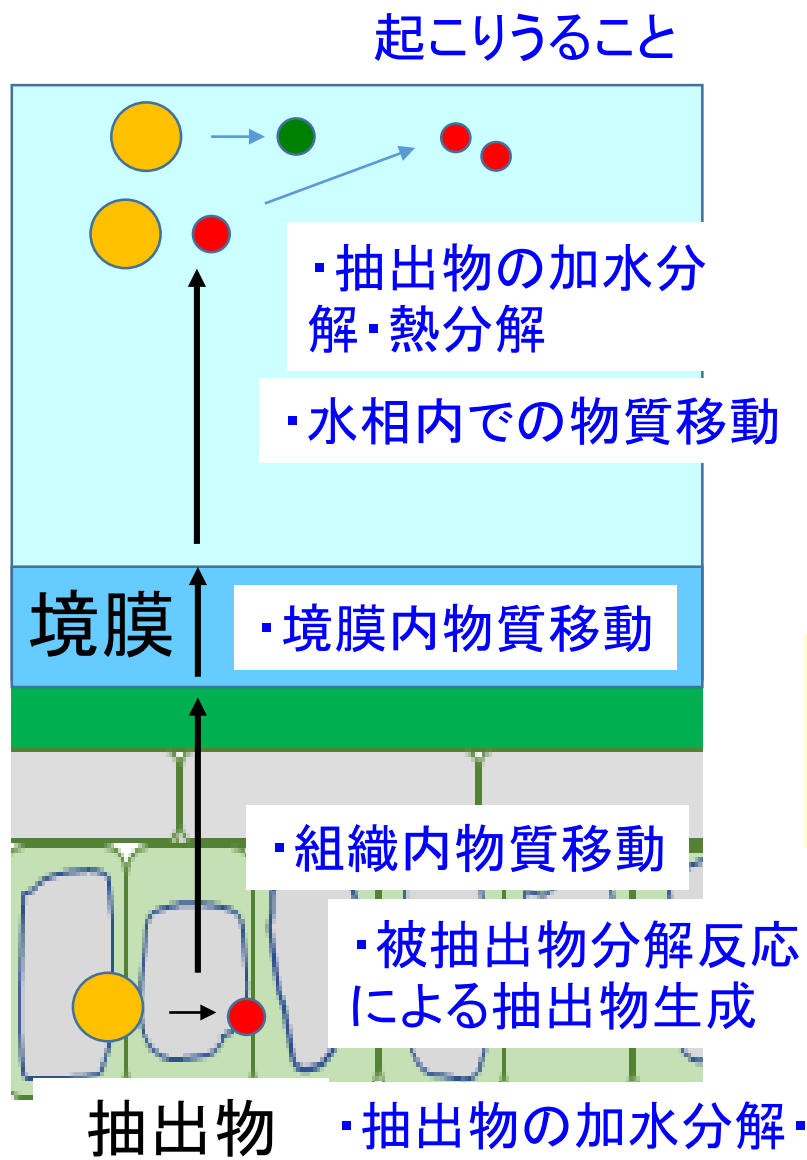 起こりうること
・抽出物の加水分
解・熱分解
・水相内での物質移動
境膜
・境膜内物質移動
・組織内物質移動
・被抽出物分解反応
による抽出物生成
抽出物
・抽出物の加水分解・